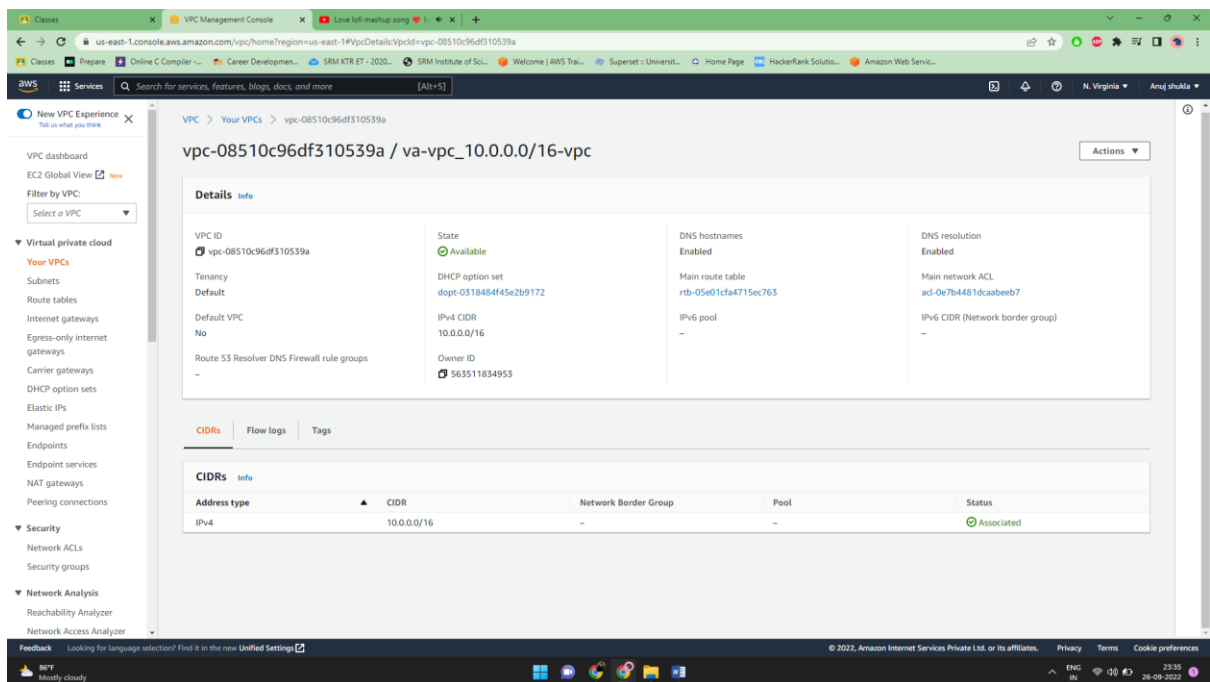 Classes
VPC Management Console
Love lofi mashup song
us-east-1.console.aws.amazon.com/vpc/home?region=us-east-1#VpcDetails:VpcId=vpc-08510c96df310539a
Classes Prepare Online C Compiler -... Career Developmen... SRM KTR ET - 2020... SRM Institute of Sci... Welcome | AWS Trai... Superset :: Universit... Home Page HackerRank Solutio... Amazon Web Servic...
aws Services Search for services, features, blogs, docs, and more [Alt+S] N. Virginia ▼ Anuj shukla ▼
New VPC Experience
Tell us what you think
VPC > Your VPCs > vpc-08510c96df310539a
vpc-08510c96df310539a / va-vpc_10.0.0.0/16-vpc
Actions ▼
VPC dashboard
EC2 Global View New
Filter by VPC:
Select a VPC
Virtual private cloud
Your VPCs
Subnets
Route tables
Internet gateways
Egress-only internet
gateways
Carrier gateways
DHCP option sets
Elastic IPs
Managed prefix lists
Endpoints
Endpoint services
NAT gateways
Peering connections
Security
Network ACLs
Security groups
Network Analysis
Reachability Analyzer
Network Access Analyzer
Details Info
VPC ID
vpc-08510c96df310539a
State
Available
DNS hostnames
Enabled
DNS resolution
Enabled
Tenancy
Default
DHCP option set
dopt-0318484f45e2b9172
Main route table
rtb-05e01cfa4715ec763
Main network ACL
acl-0e7b4481dcaabeeb7
Default VPC
No
IPv4 CIDR
10.0.0.0/16
IPv6 pool
–
IPv6 CIDR (Network border group)
–
Route 53 Resolver DNS Firewall rule groups
–
Owner ID
563511834953
CIDRs Flow logs Tags
CIDRs Info
Address type CIDR Network Border Group Pool Status
IPv4 10.0.0.0/16 – – Associated
Feedback Looking for language selection? Find it in the new Unified Settings © 2022, Amazon Internet Services Private Ltd. or its affiliates. Privacy Terms Cookie preferences
86°F
Mostly cloudy
ENG
IN
23:35
26-09-2022